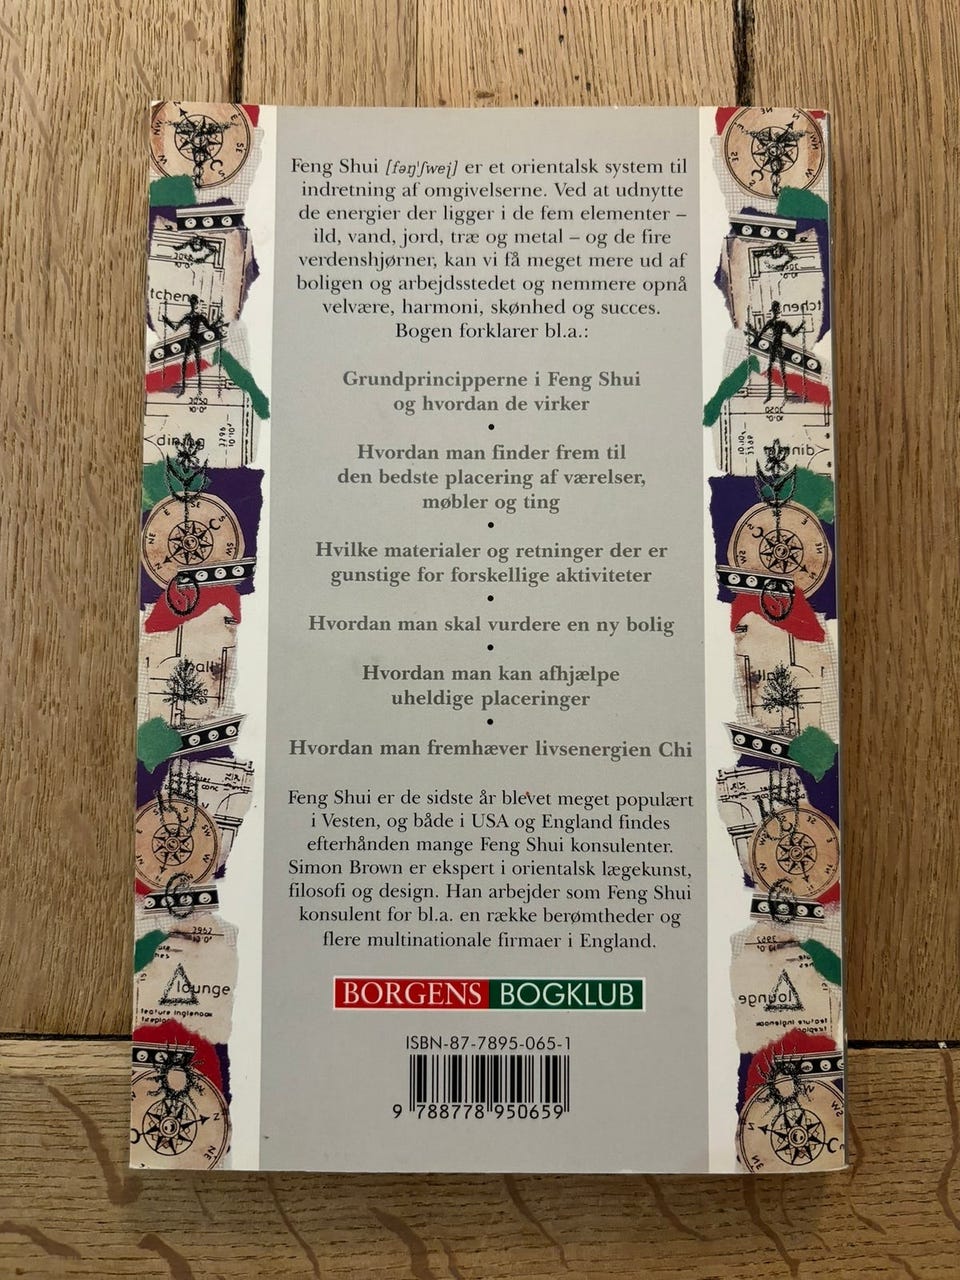 Feng Shui [fəŋ'ʃweị] er et orientalsk system til
indretning af omgivelserne. Ved at udnytte
de energier der ligger i de fem elementer –
ild, vand, jord, træ og metal – og de fire
verdenshjørner, kan vi få meget mere ud af
boligen og arbejdsstedet og nemmere opnå
velvære, harmoni, skønhed og succes.
Bogen forklarer bl.a.:
Grundprincipperne i Feng Shui
og hvordan de virker
•
Hvordan man finder frem til
den bedste placering af værelser,
møbler og ting
•
Hvilke materialer og retninger der er
gunstige for forskellige aktiviteter
•
Hvordan man skal vurdere en ny bolig
•
Hvordan man kan afhjælpe
uheldige placeringer
•
Hvordan man fremhæver livsenergien Chi
Feng Shui er de sidste år blevet meget populært
i Vesten, og både i USA og England findes
efterhånden mange Feng Shui konsulenter.
Simon Brown er ekspert i orientalsk lægekunst,
filosofi og design. Han arbejder som Feng Shui
konsulent for bl.a. en række berømtheder og
flere multinationale firmaer i England.
BORGENS BOGKLUB
ISBN-87-7895-065-1
9 788778 950659
tchen
dining
hall
lounge